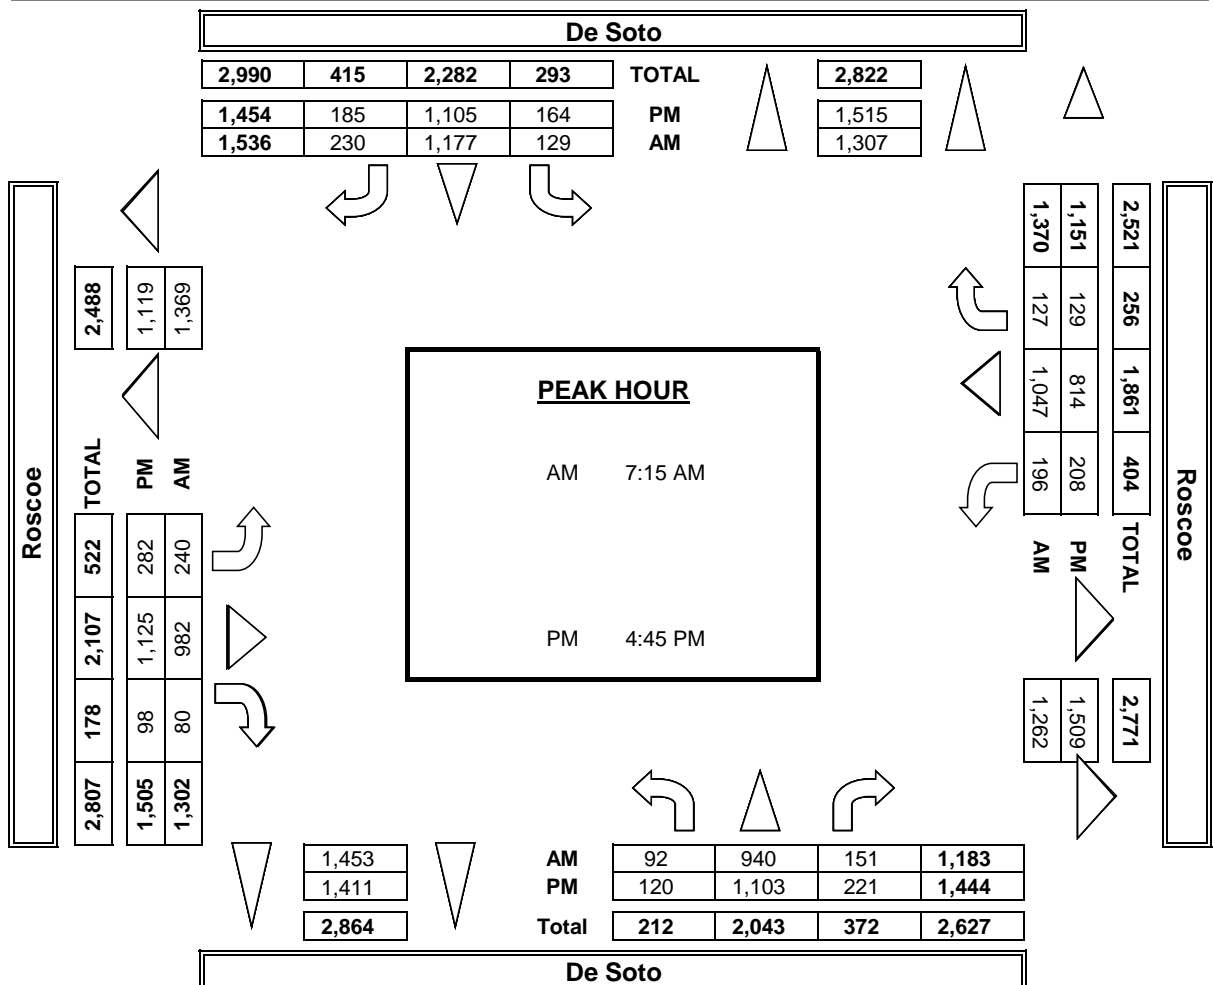 De Soto
2,990 415 2,282 293 TOTAL 2,822
1,454 185 1,105 164 PM 1,515
1,536 230 1,177 129 AM 1,307
Roscoe
2,488
1,119
1,369
TOTAL
PM
AM
522 2,107 178 2,807
282 1,125 98 1,505
240 982 80 1,302
PEAK HOUR
AM 7:15 AM
PM 4:45 PM
2,521 256 1,861 404 TOTAL
1,151 129 814 208 PM
1,370 127 1,047 196 AM
2,771
1,509
1,262
Roscoe
1,453 AM 92 940 151 1,183
1,411 PM 120 1,103 221 1,444
2,864 Total 212 2,043 372 2,627
De Soto